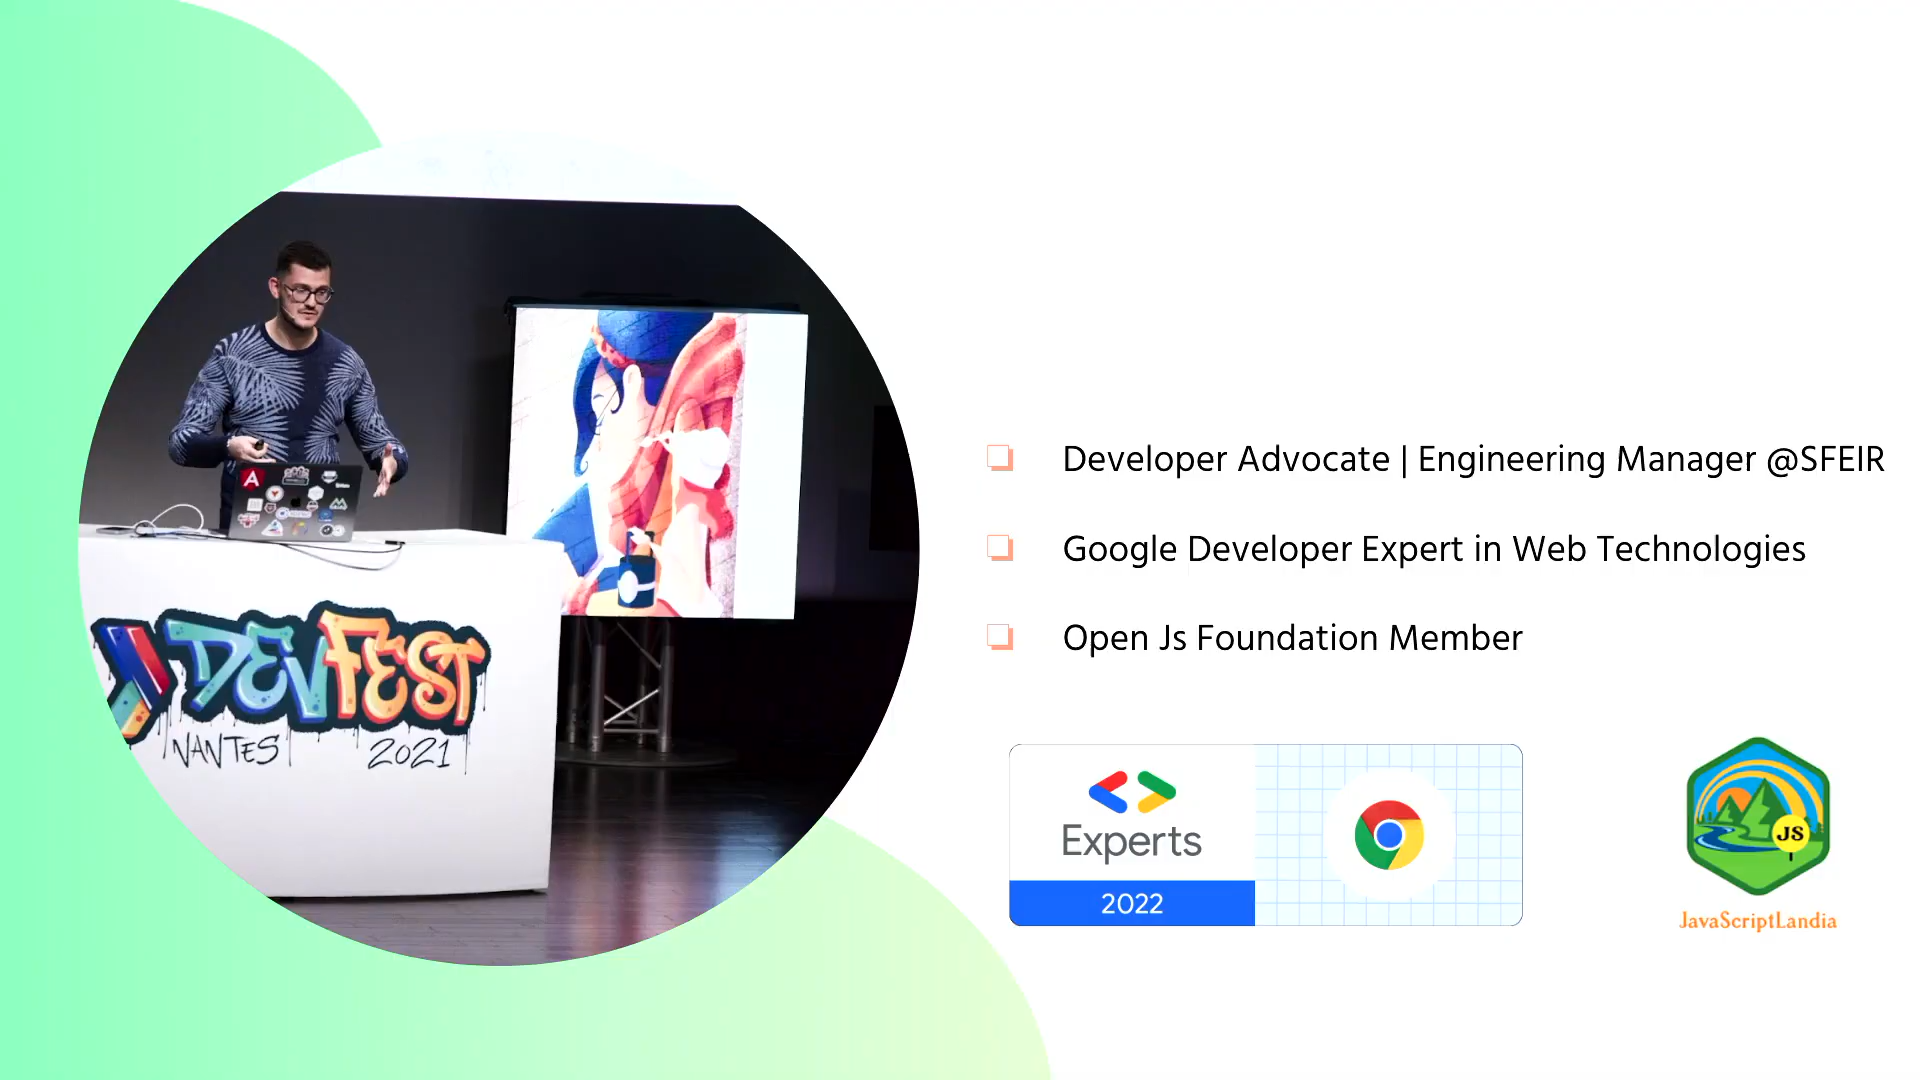 DEVFEST
NANTES 2021
Developer Advocate | Engineering Manager @SFEIR
Google Developer Expert in Web Technologies
Open Js Foundation Member
Experts
2022
JS
JavaScriptLandia